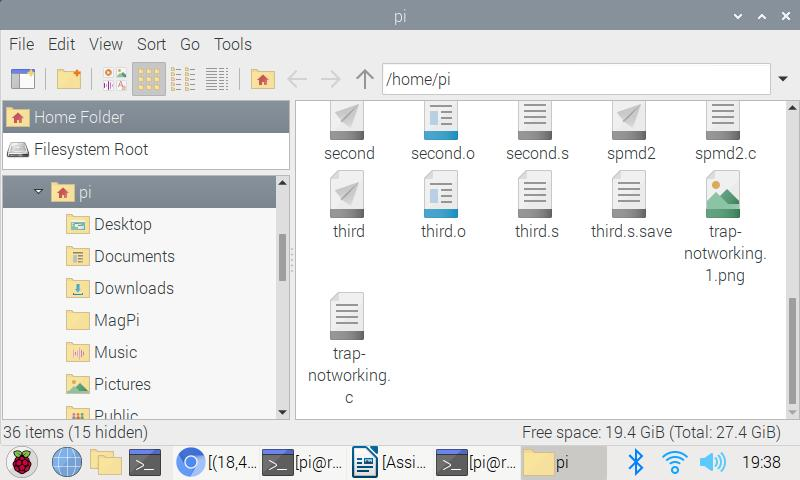 pi
File Edit View Sort Go Tools
/home/pi
Home Folder
Filesystem Root
pi
Desktop
Documents
Downloads
MagPi
Music
Pictures
Public
second second.o second.s spmd2 spmd2.c
third third.o third.s third.s.save trap-
notworking.
1.png
trap-
notworking.
c
36 items (15 hidden) Free space: 19.4 GiB (Total: 27.4 GiB)
[(18,4... [pi@r... [Assi... [pi@r... pi 19:38